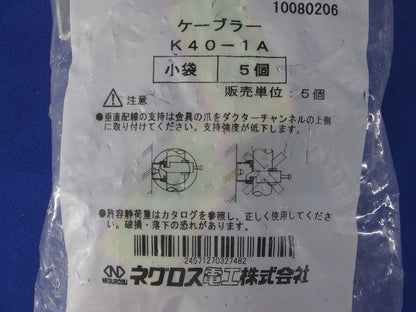 10080206
ケーブラー
K40-1A
小袋 5個
販売単位：5個
注意
●垂直配線の支持は金具の爪をダクターチャンネルの上側
に取り付けてください。支持強度が低下します。
●許容静荷重はカタログを参照し、正しく使用してください。
破損・落下の恐れがあります。
24571270327482
NEGUROSU ネグロス電工株式会社